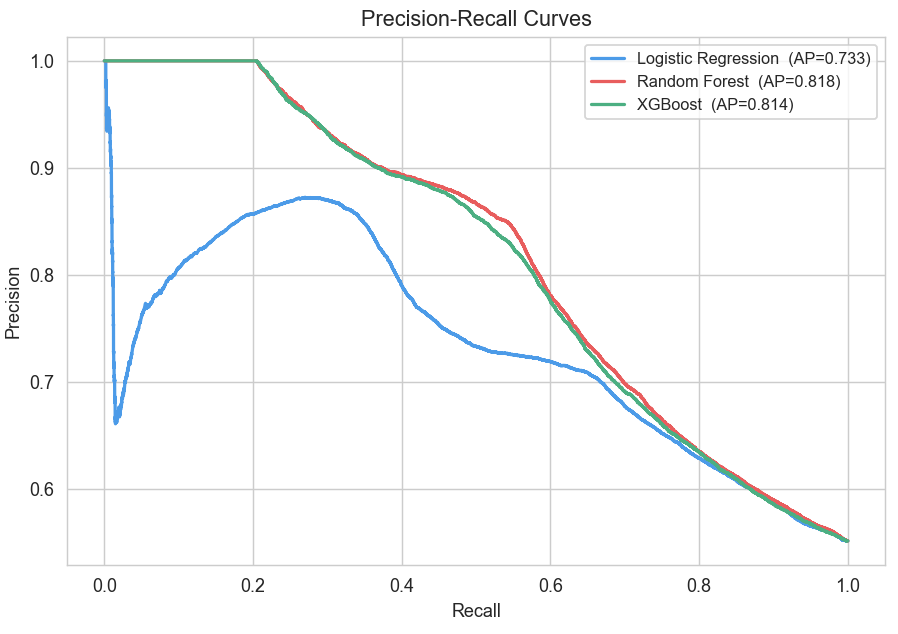 Precision-Recall Curves
Logistic Regression (AP=0.733)
Random Forest (AP=0.818)
XGBoost (AP=0.814)
Precision
1.0
0.9
0.8
0.7
0.6
0.0 0.2 0.4 0.6 0.8 1.0
Recall